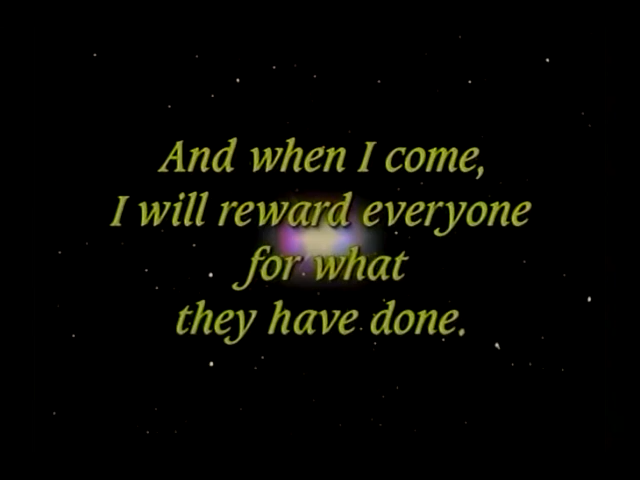 And when I come,
I will reward everyone
for what
they have done.